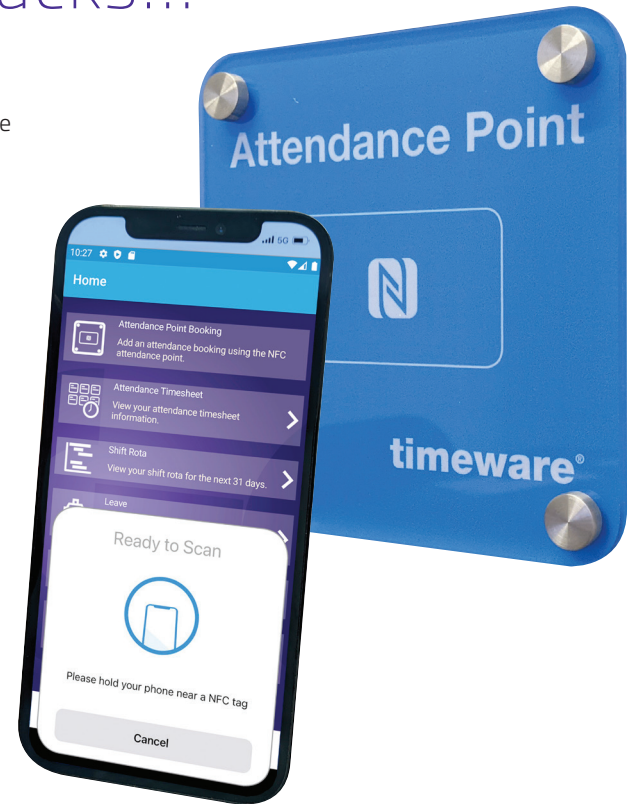 e
Attendance Point
timeware®
5G
10:27
Home
Attendance Point Booking
Add an attendance booking using the NFC
attendance point.
Attendance Timesheet
View your attendance timesheet
information.
Shift Rota
View your shift rota for the next 31 days.
Leave
Ready to Scan
Please hold your phone near a NFC tag
Cancel